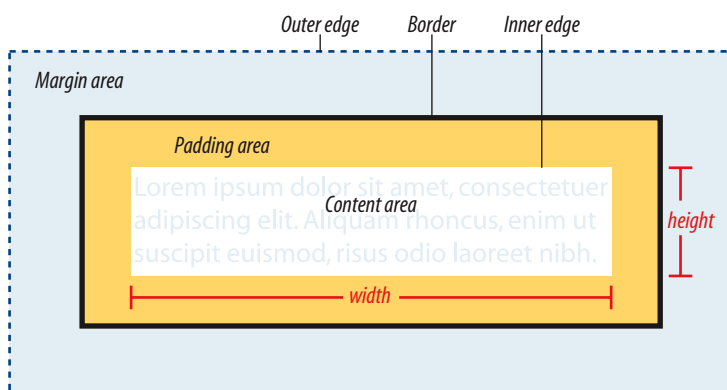 Outer edge Border Inner edge
Margin area
Padding area
Lorem ipsum dolor sit amet, consectetuer
Content area
adipiscing elit. Aliquam rhoncus, enim ut
height
suscipit euismod, risus odio laoreet nibh.
width